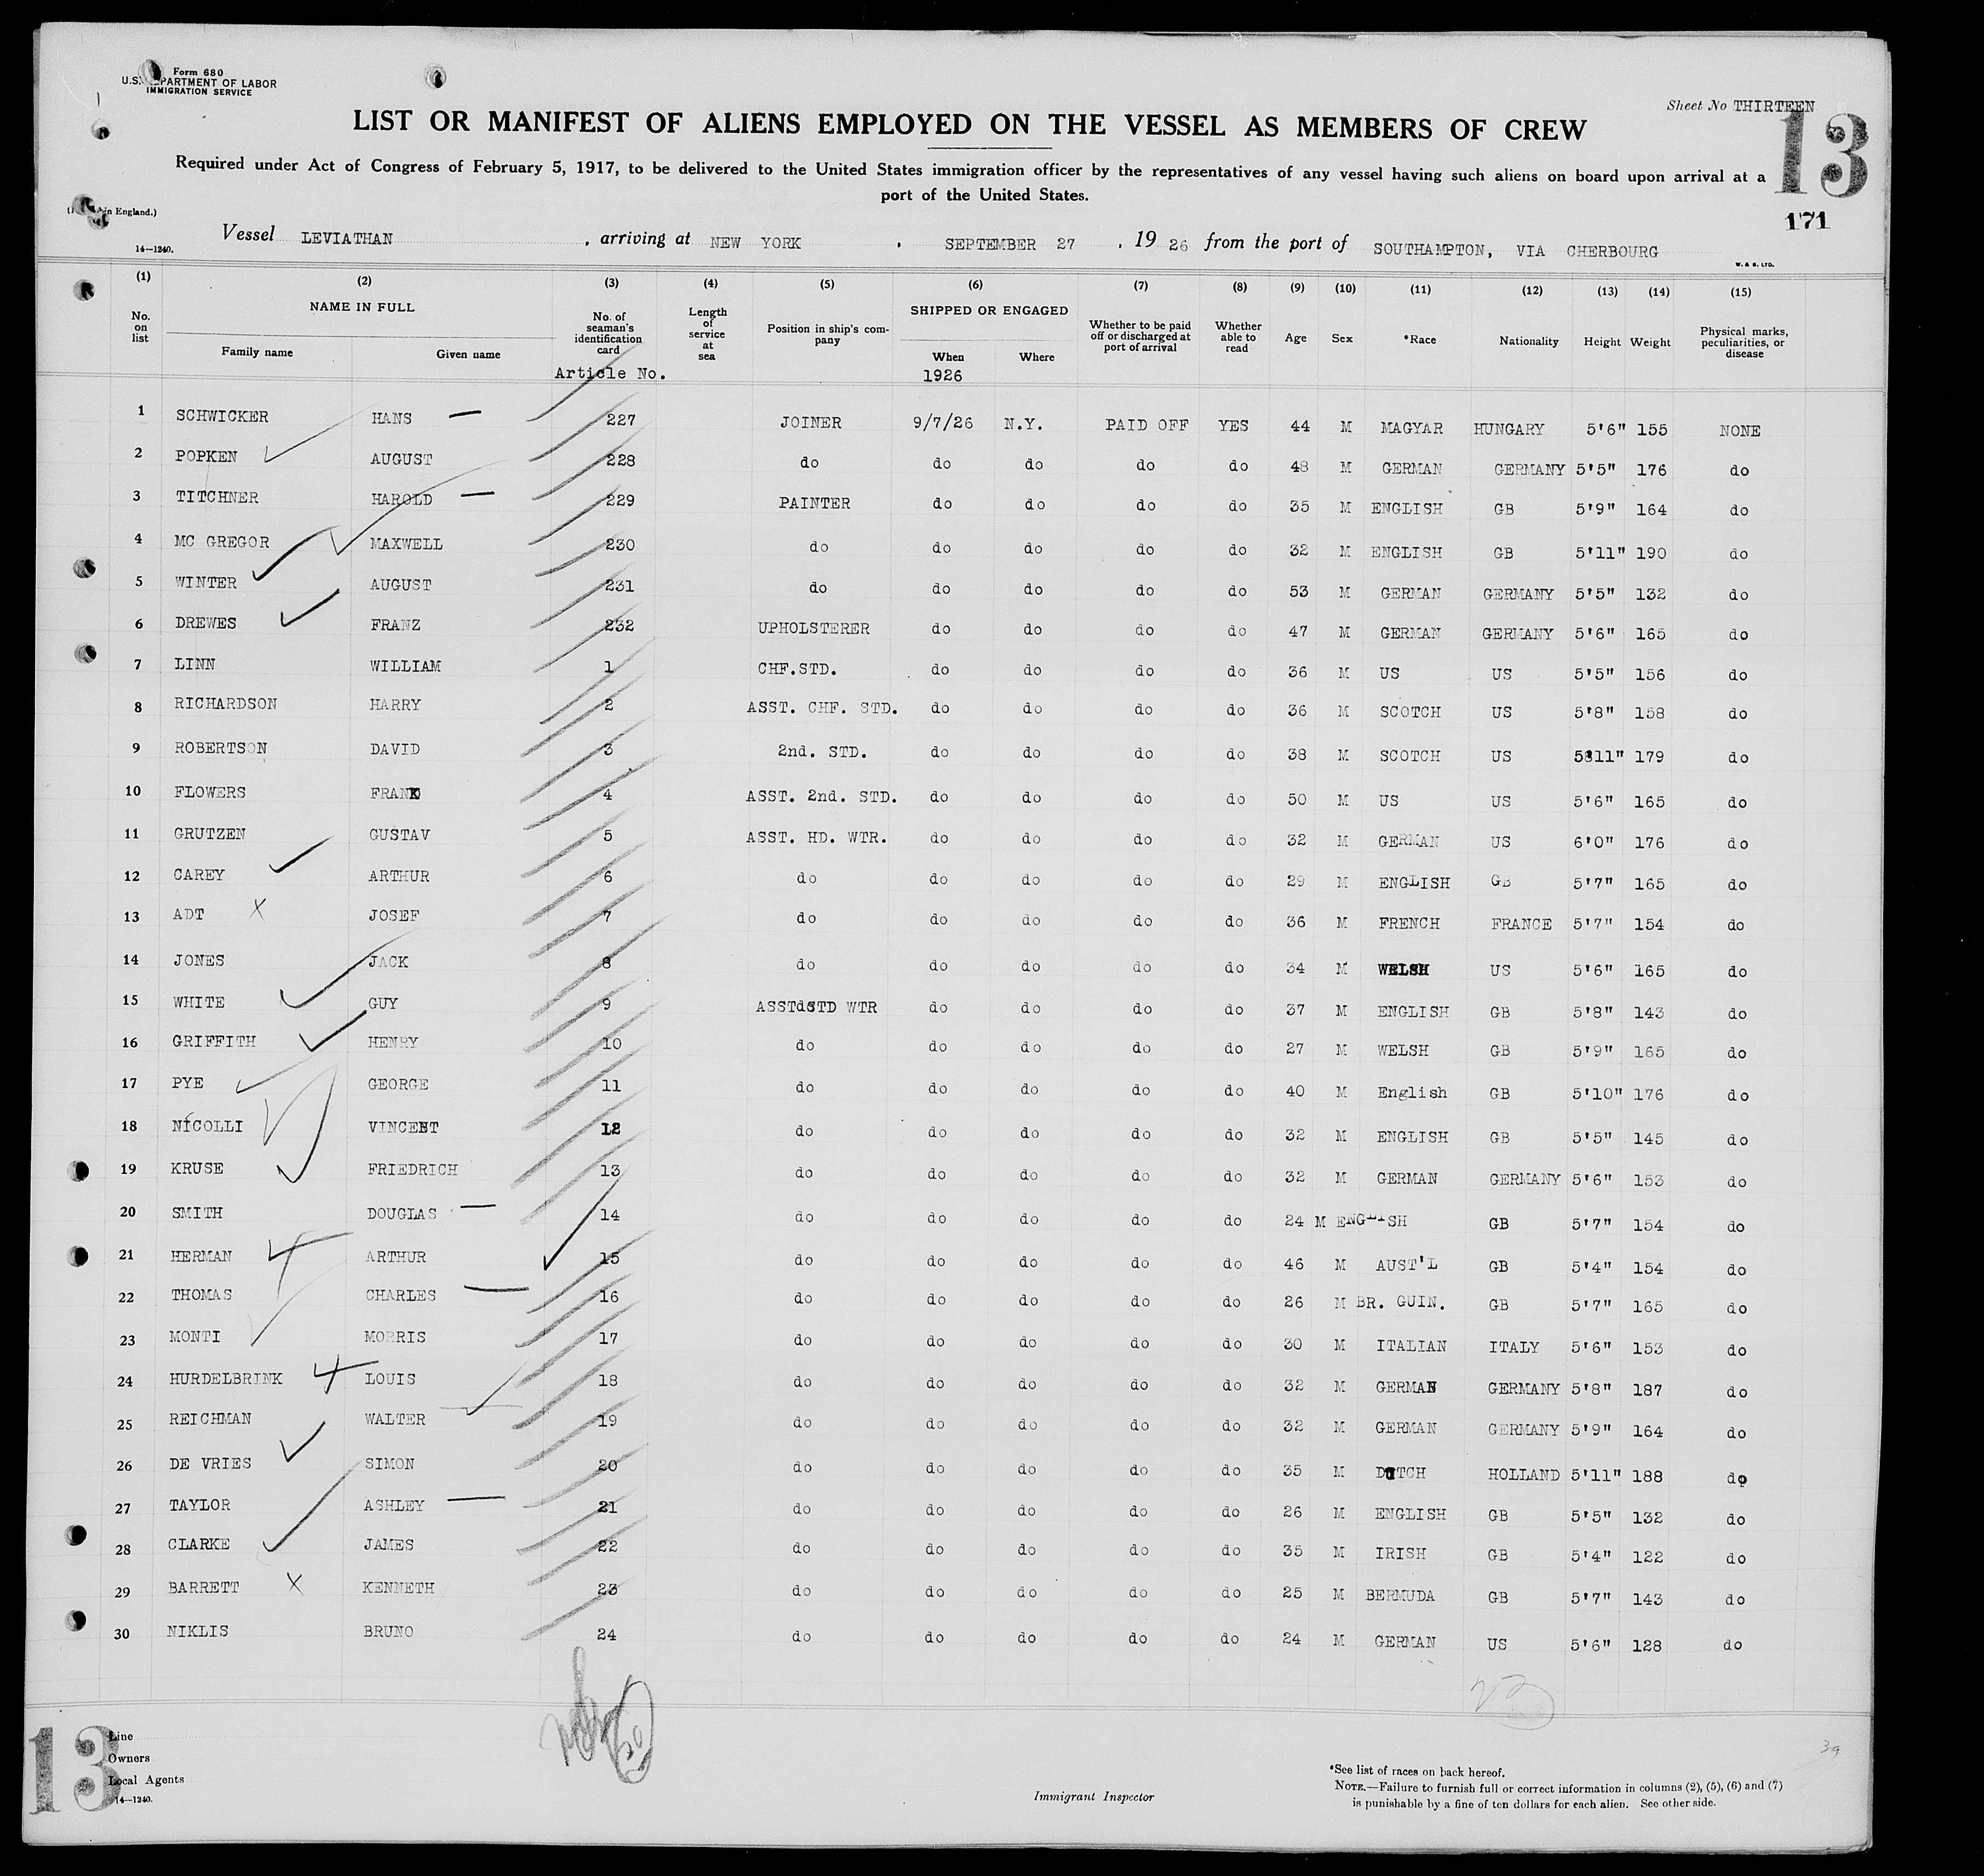 Form 680
U.S. DEPARTMENT OF LABOR
IMMIGRATION SERVICE
Sheet No THIRTEEN
13
LIST OR MANIFEST OF ALIENS EMPLOYED ON THE VESSEL AS MEMBERS OF CREW
Required under Act of Congress of February 5, 1917, to be delivered to the United States immigration officer by the representatives of any vessel having such aliens on board upon arrival at a
port of the United States.
in England.)
171
14—1240.
Vessel LEVIATHAN , arriving at NEW YORK , SEPTEMBER 27 , 19 26 from the port of SOUTHAMPTON, VIA CHERBOURG
W. & S. LTD.
(1) (2) (3) (4) (5) (6) (7) (8) (9) (10) (11) (12) (13) (14) (15)
No. on list NAME IN FULL Family name Given name No. of seaman's identification card Length of service at sea Position in ship's company SHIPPED OR ENGAGED When Where Whether to be paid off or discharged at port of arrival Whether able to read Age Sex *Race Nationality Height Weight Physical marks, peculiarities, or disease
Article No. 1926
1 SCHWICKER HANS 227 JOINER 9/7/26 N.Y. PAID OFF YES 44 M MAGYAR HUNGARY 5'6" 155 NONE
2 POPKEN AUGUST 228 do do do do do 48 M GERMAN GERMANY 5'5" 176 do
3 TITCHNER HAROLD 229 PAINTER do do do do 35 M ENGLISH GB 5'9" 164 do
4 MC GREGOR MAXWELL 230 do do do do do 32 M ENGLISH GB 5'11" 190 do
5 WINTER AUGUST 231 do do do do do 53 M GERMAN GERMANY 5'5" 132 do
6 DREWES FRANZ 232 UPHOLSTERER do do do do 47 M GERMAN GERMANY 5'6" 165 do
7 LINN WILLIAM 1 CHF.STD. do do do do 36 M US US 5'5" 156 do
8 RICHARDSON HARRY 2 ASST. CHF. STD. do do do do 36 M SCOTCH US 5'8" 158 do
9 ROBERTSON DAVID 3 2nd. STD. do do do do 38 M SCOTCH US 5'11" 179 do
10 FLOWERS FRANK 4 ASST. 2nd. STD. do do do do 50 M US US 5'6" 165 do
11 GRUTZEN GUSTAV 5 ASST. HD. WTR. do do do do 32 M GERMAN US 6'0" 176 do
12 CAREY ARTHUR 6 do do do do do 29 M ENGLISH GB 5'7" 165 do
13 ADT JOSEF 7 do do do do do 36 M FRENCH FRANCE 5'7" 154 do
14 JONES JACK 8 do do do do do 34 M WELSH US 5'6" 165 do
15 WHITE GUY 9 ASSTdSTD WTR do do do do 37 M ENGLISH GB 5'8" 143 do
16 GRIFFITH HENRY 10 do do do do do 27 M WELSH GB 5'9" 165 do
17 PYE GEORGE 11 do do do do do 40 M English GB 5'10" 176 do
18 NICOLLI VINCENT 12 do do do do do 32 M ENGLISH GB 5'5" 145 do
19 KRUSE FRIEDRICH 13 do do do do do 32 M GERMAN GERMANY 5'6" 153 do
20 SMITH DOUGLAS 14 do do do do do 24 M ENGLISH GB 5'7" 154 do
21 HERMAN ARTHUR 15 do do do do do 46 M AUST'L GB 5'4" 154 do
22 THOMAS CHARLES 16 do do do do do 26 M BR. GUIN. GB 5'7" 165 do
23 MONTI MORRIS 17 do do do do do 30 M ITALIAN ITALY 5'6" 153 do
24 HURDELBRINK LOUIS 18 do do do do do 32 M GERMAN GERMANY 5'8" 187 do
25 REICHMAN WALTER 19 do do do do do 32 M GERMAN GERMANY 5'9" 164 do
26 DE VRIES SIMON 20 do do do do do 35 M DUTCH HOLLAND 5'11" 188 do
27 TAYLOR ASHLEY 21 do do do do do 26 M ENGLISH GB 5'5" 132 do
28 CLARKE JAMES 22 do do do do do 35 M IRISH GB 5'4" 122 do
29 BARRETT KENNETH 23 do do do do do 25 M BERMUDA GB 5'7" 143 do
30 NIKLIS BRUNO 24 do do do do do 24 M GERMAN US 5'6" 128 do
13
Line
Owners
Local Agents
14—1240.
Immigrant Inspector
*See list of races on back hereof.
NOTE.—Failure to furnish full or correct information in columns (2), (5), (6) and (7)
is punishable by a fine of ten dollars for each alien. See other side.
39